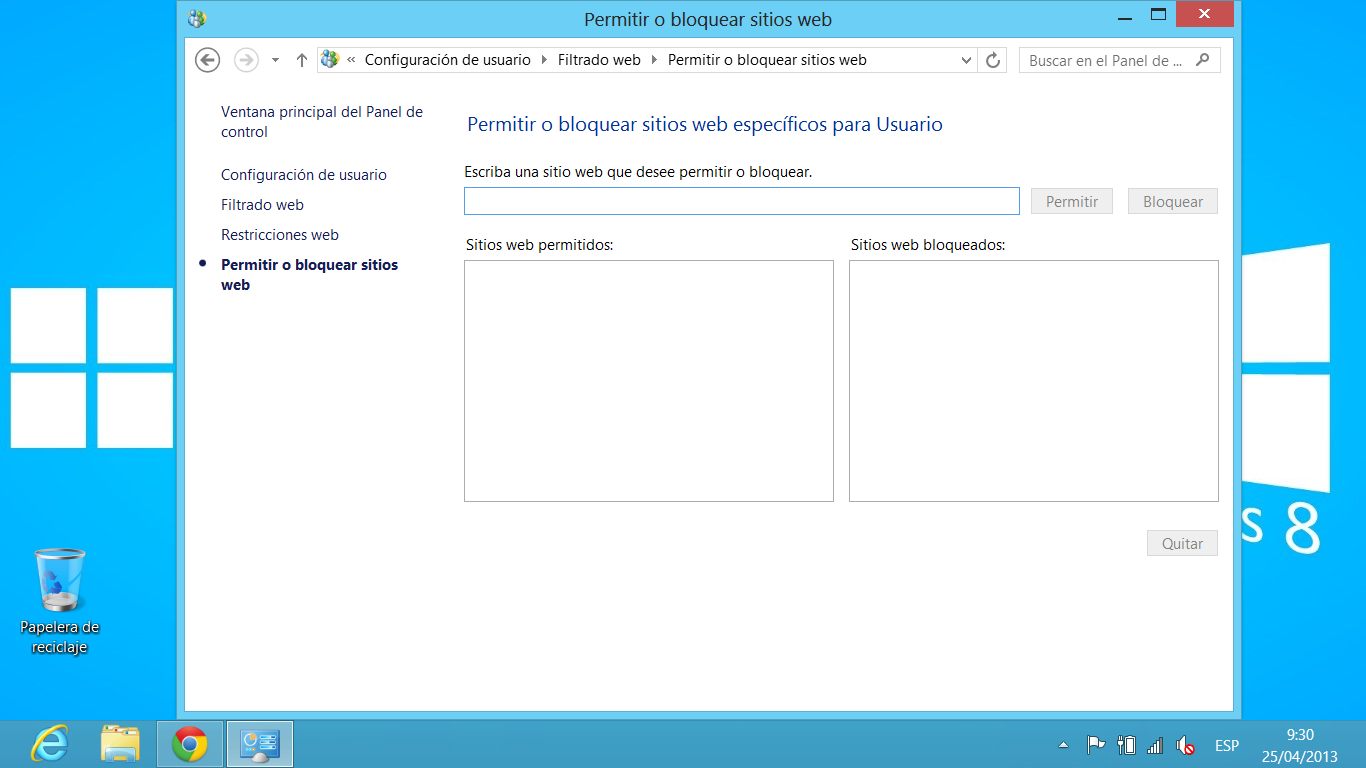 Permitir o bloquear sitios web
« Configuración de usuario Filtrado web Permitir o bloquear sitios web
Buscar en el Panel de ...
Ventana principal del Panel de
control
Configuración de usuario
Filtrado web
Restricciones web
Permitir o bloquear sitios
web
Permitir o bloquear sitios web específicos para Usuario
Escriba una sitio web que desee permitir o bloquear.
Permitir
Bloquear
Sitios web permitidos:
Sitios web bloqueados:
Quitar
s 8
Papelera de
reciclaje
ESP
9:30
25/04/2013